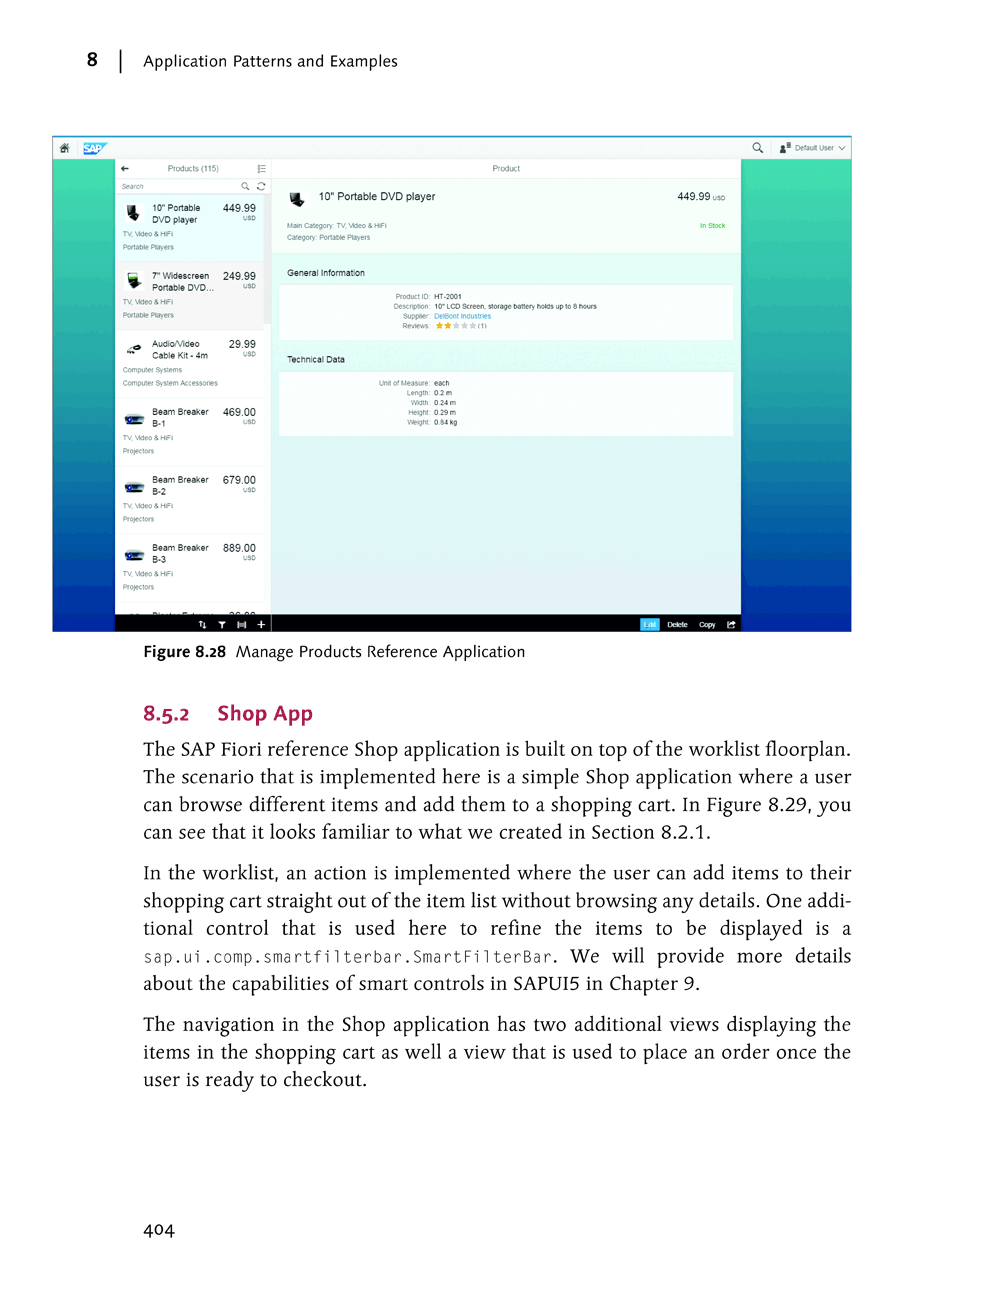 8 | Application Patterns and Examples
SAP
Default User
Products (115)
Product
Search
10" Portable DVD player
449.99 USD
TV, Video & HiFi
Portable Players
7" Widescreen Portable DVD...
249.99 USD
TV, Video & HiFi
Portable Players
Audio/Video Cable Kit - 4m
29.99 USD
Computer Systems
Computer System Accessories
Beam Breaker B-1
469.00 USD
TV, Video & HiFi
Projectors
Beam Breaker B-2
679.00 USD
TV, Video & HiFi
Projectors
Beam Breaker B-3
889.00 USD
TV, Video & HiFi
Projectors
10" Portable DVD player
449.99 USD
Main Category: TV, Video & HiFi
In Stock
Category: Portable Players
General Information
Product ID: HT-2001
Description: 10" LCD Screen, storage battery holds up to 8 hours
Supplier: DelBont Industries
Reviews: (1)
Technical Data
Unit of Measure: each
Length: 0.2 m
Width: 0.24 m
Height: 0.29 m
Weight: 0.84 kg
Edit Delete Copy
Figure 8.28 Manage Products Reference Application
8.5.2 Shop App
The SAP Fiori reference Shop application is built on top of the worklist floorplan.
The scenario that is implemented here is a simple Shop application where a user
can browse different items and add them to a shopping cart. In Figure 8.29, you
can see that it looks familiar to what we created in Section 8.2.1.
In the worklist, an action is implemented where the user can add items to their
shopping cart straight out of the item list without browsing any details. One addi-
tional control that is used here to refine the items to be displayed is a
sap.ui.comp.smartfilterbar.SmartFilterBar. We will provide more details
about the capabilities of smart controls in SAPUI5 in Chapter 9.
The navigation in the Shop application has two additional views displaying the
items in the shopping cart as well a view that is used to place an order once the
user is ready to checkout.
404